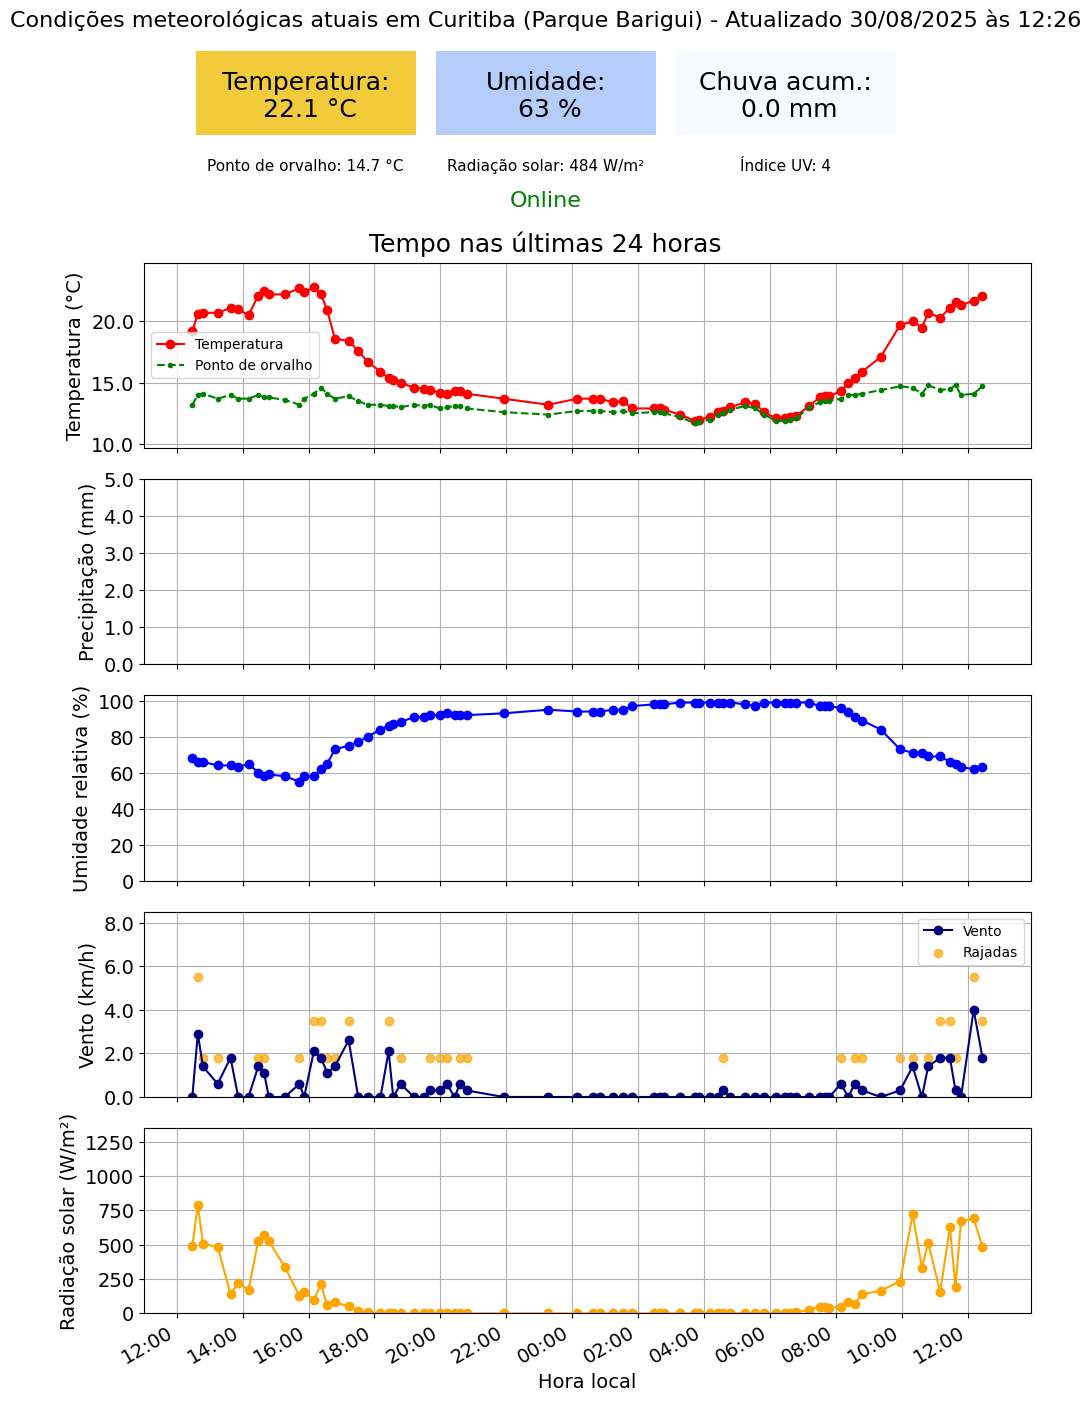 Condições meteorológicas atuais em Curitiba (Parque Barigui) - Atualizado 30/08/2025 às 12:26
Temperatura:
22.1 °C
Umidade:
63 %
Chuva acum.:
0.0 mm
Ponto de orvalho: 14.7 °C
Radiação solar: 484 W/m²
Índice UV: 4
Online
Tempo nas últimas 24 horas
Temperatura (°C)
20.0
15.0
10.0
Temperatura
Ponto de orvalho
Precipitação (mm)
5.0
4.0
3.0
2.0
1.0
0.0
Umidade relativa (%)
100
80
60
40
20
0
Vento (km/h)
8.0
6.0
4.0
2.0
0.0
Vento
Rajadas
Radiação solar (W/m²)
1250
1000
750
500
250
0
12:00
14:00
16:00
18:00
20:00
22:00
00:00
02:00
04:00
06:00
08:00
10:00
12:00
Hora local